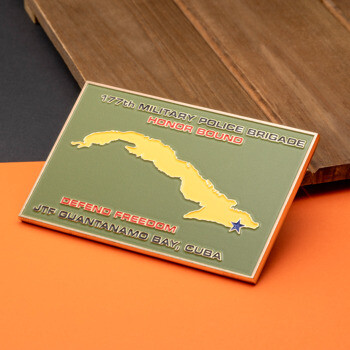 177th MILITARY POLICE BRIGADE
HONOR BOUND
DEFEND FREEDOM
JTF GUANTANAMO BAY, CUBA